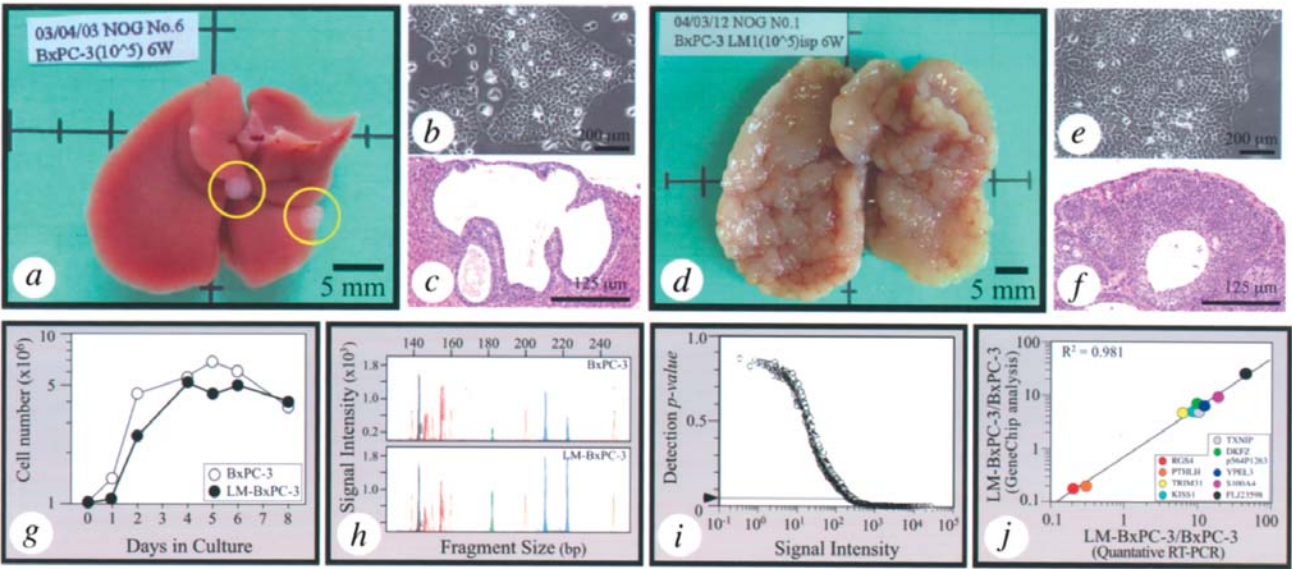 03/04/03 NOG No.6
BxPC-3(10^5) 6W
5 mm
a
200 µm
b
125 µm
c
04/03/12 NOG N0.1
BxPC-3 LM1(10^5)isp 6W
5 mm
d
200 µm
e
125 µm
f
Cell number (x10⁶)
10
5
1
BxPC-3
LM-BxPC-3
0 1 2 3 4 5 6 7 8
Days in Culture
g
Signal Intensity (x10³)
140 160 180 200 220 240
1.8
1.2
0.2
BxPC-3
1.8
1.2
0.6
LM-BxPC-3
Fragment Size (bp)
h
Detection p-value
1.0
0.5
0
10⁻¹ 10⁰ 10¹ 10² 10³ 10⁴ 10⁵
Signal Intensity
i
LM-BxPC-3/BxPC-3
(GeneChip analysis)
100
10
1
0.1
R² = 0.981
RGS4
PTHLH
TRIM31
KISS1
TXNIP
DKFZ
p564P1263
YPEL3
S100A4
FLJ23598
0.1 1 10 100
LM-BxPC-3/BxPC-3
(Quantative RT-PCR)
j